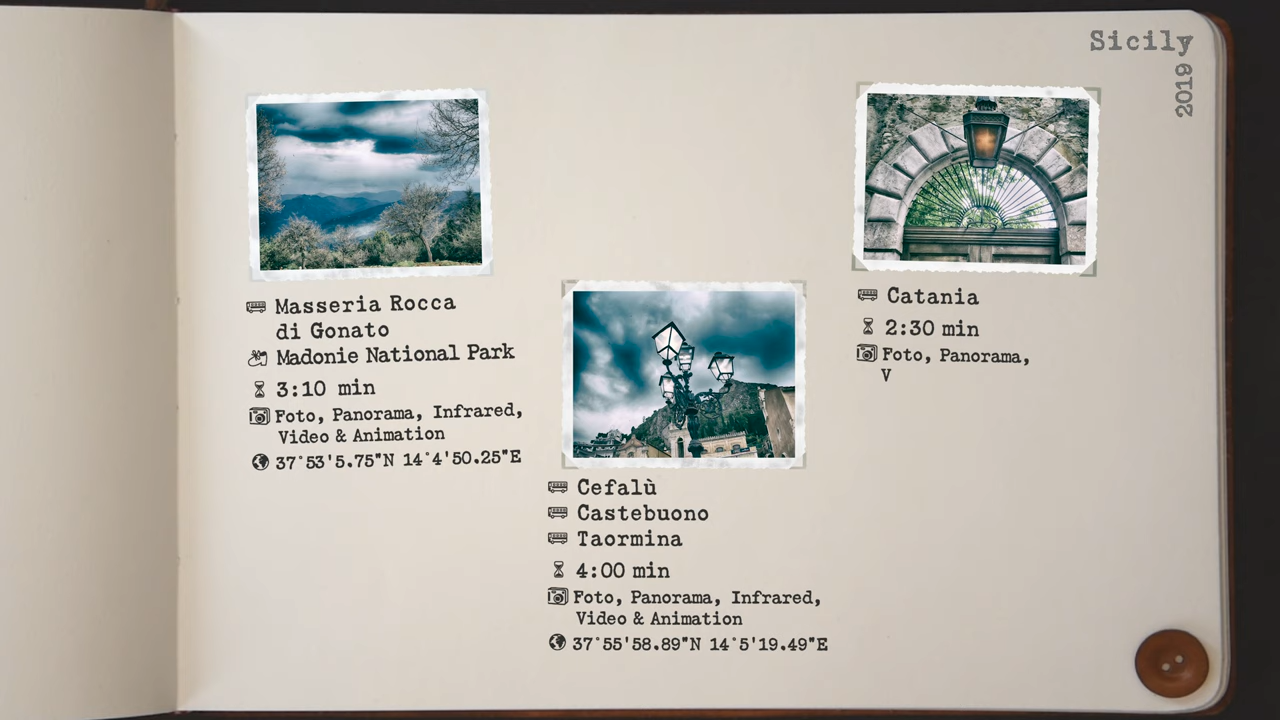 Sicily
2019
Masseria Rocca
di Gonato
Madonie National Park
3:10 min
Foto, Panorama, Infrared,
Video & Animation
37°53'5.75"N 14°4'50.25"E
Cefalù
Castebuono
Taormina
4:00 min
Foto, Panorama, Infrared,
Video & Animation
37°55'58.89"N 14°5'19.49"E
Catania
2:30 min
Foto, Panorama,
V